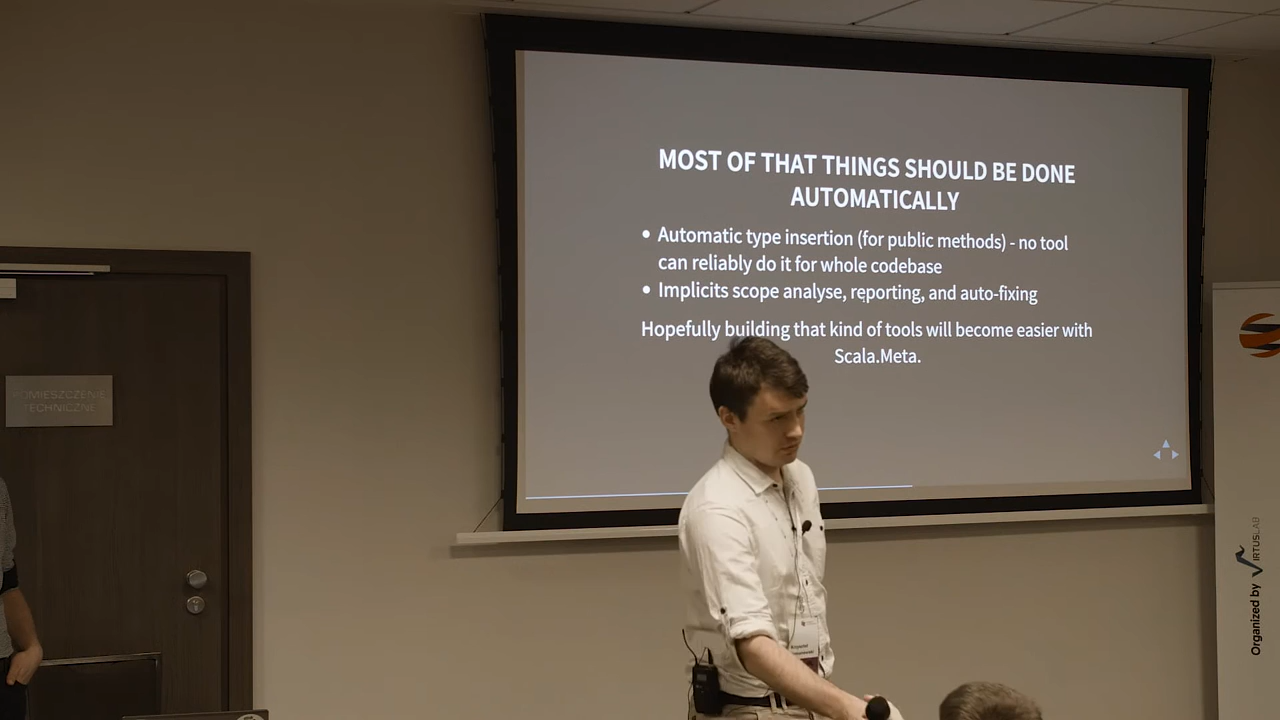 MOST OF THAT THINGS SHOULD BE DONE
AUTOMATICALLY
• Automatic type insertion (for public methods) - no tool
can reliably do it for whole codebase
• Implicits scope analyse, reporting, and auto-fixing
Hopefully building that kind of tools will become easier with
Scala.Meta.
POMIESZCZENIE
TECHNICZNE
Organized by VIRTUSLAB
Krzysztof